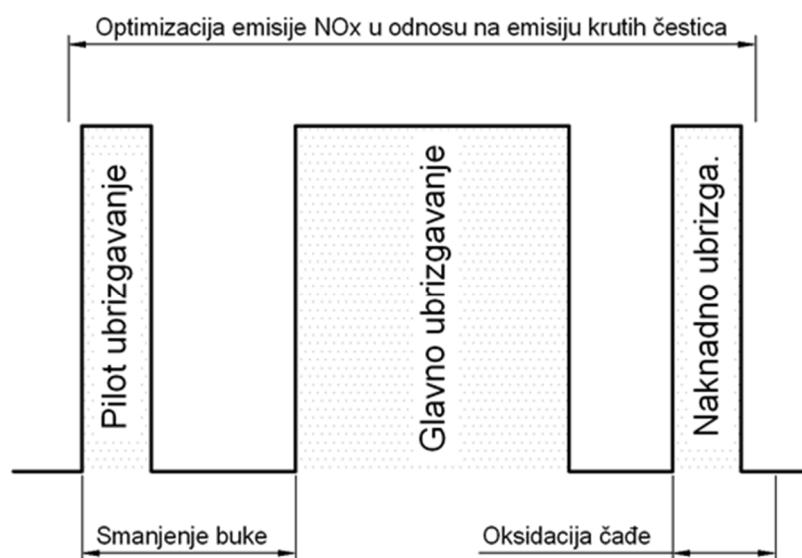 Optimizacija emisije NOx u odnosu na emisiju krutih čestica
Pilot ubrizgavanje
Glavno ubrizgavanje
Naknadno ubrizga.
Smanjenje buke
Oksidacija čađe